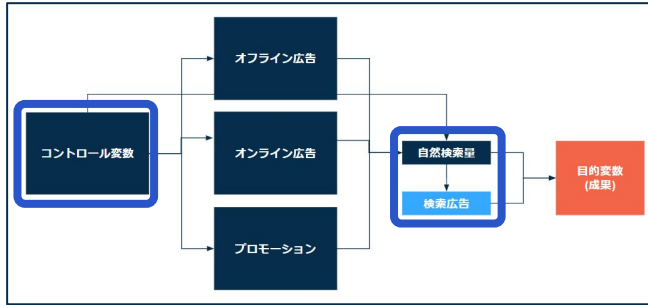 オフライン広告
コントロール変数
オンライン広告
自然検索量
検索広告
目的変数
(成果)
プロモーション